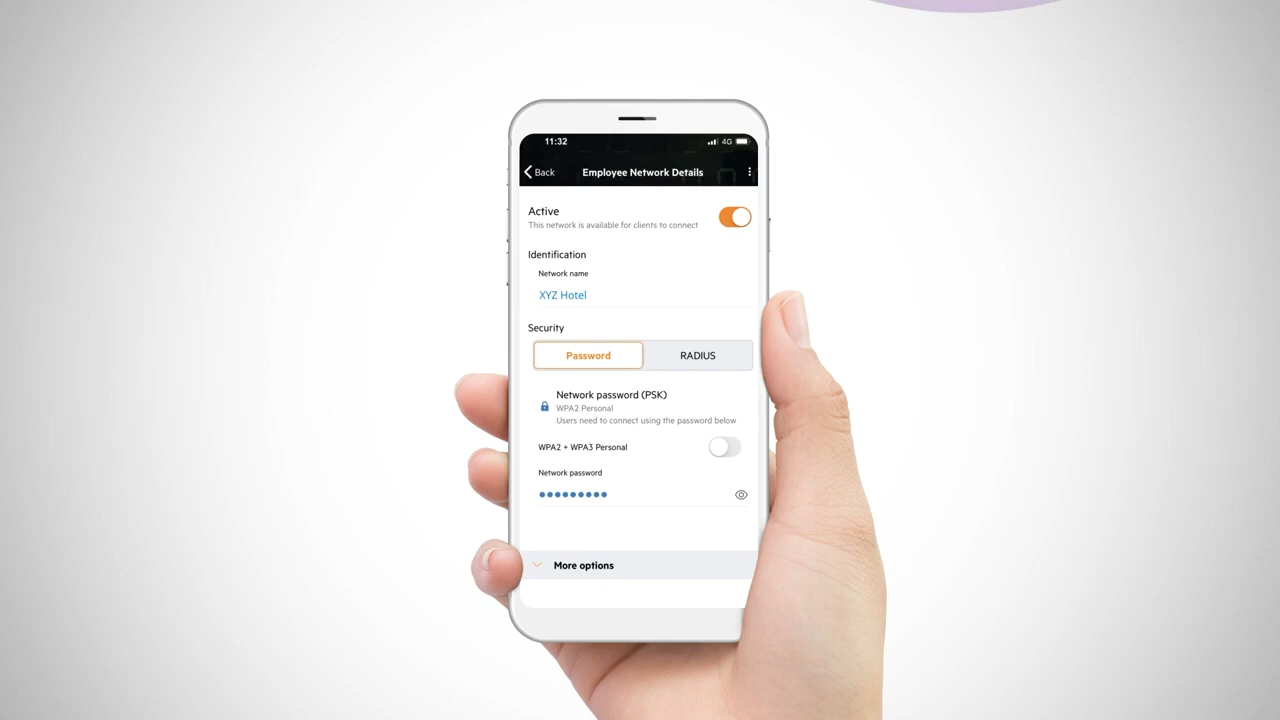 11:32
4G
Back
Employee Network Details
Active
This network is available for clients to connect
Identification
Network name
XYZ Hotel
Security
Password
RADIUS
Network password (PSK)
WPA2 Personal
Users need to connect using the password below
WPA2 + WPA3 Personal
Network password
More options